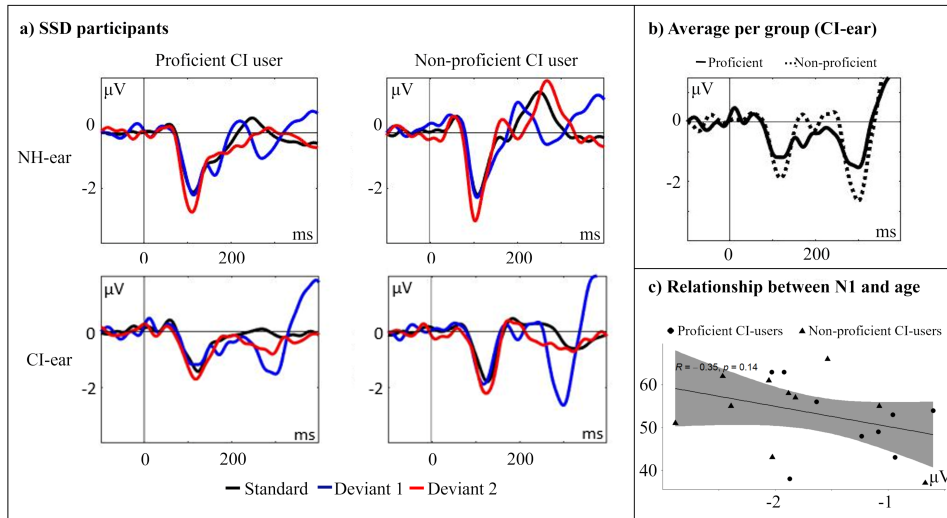 a) SSD participants
Proficient CI user
Non-proficient CI user
NH-ear
μV
0
-2
ms
0
200
μV
0
-2
ms
0
200
CI-ear
μV
0
-2
ms
0
200
μV
0
-2
ms
0
200
Standard Deviant 1 Deviant 2
b) Average per group (CI-ear)
Proficient Non-proficient
μV
0
-2
-4
ms
0
200
c) Relationship between N1 and age
Proficient CI-users Non-proficient CI-users
R = -0.35, p = 0.14
60
50
40
μV
-2
-1